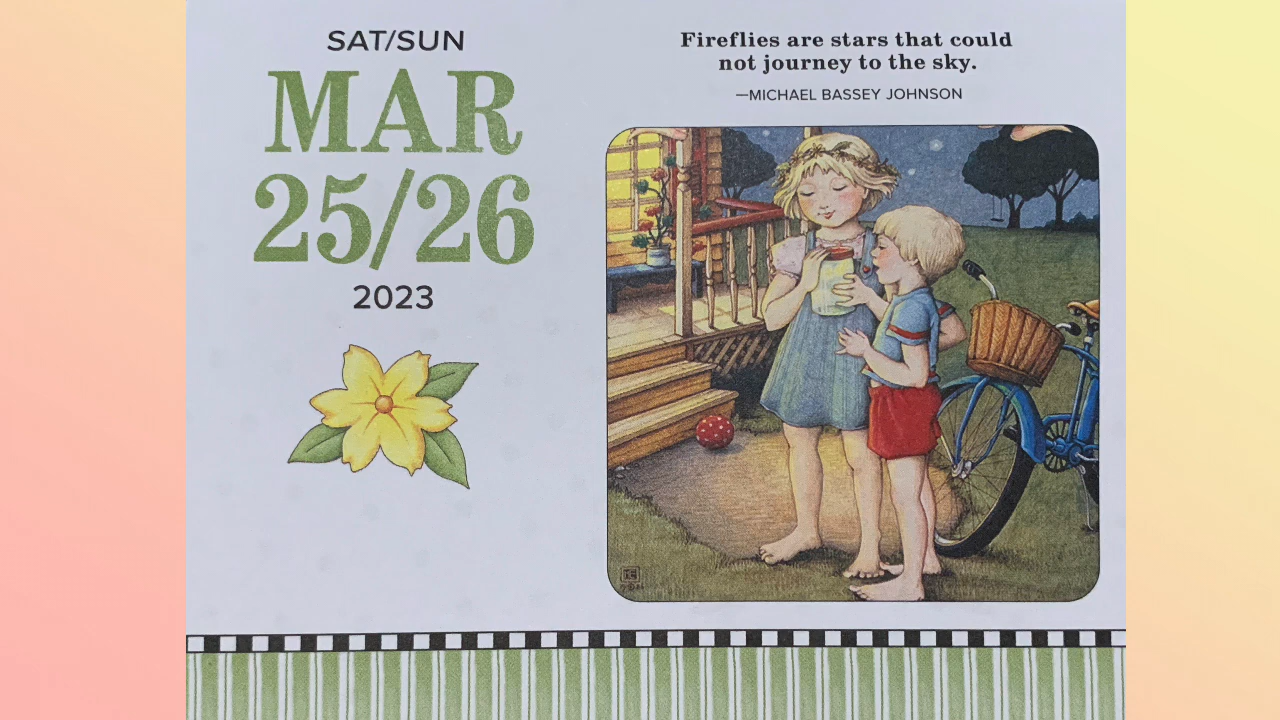 SAT/SUN
MAR
25/26
2023
Fireflies are stars that could
not journey to the sky.
—MICHAEL BASSEY JOHNSON